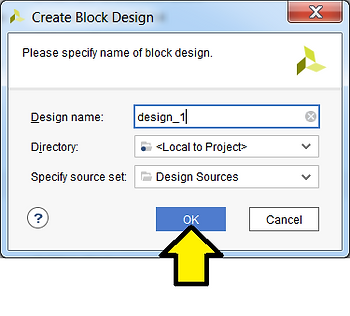 Create Block Design
Please specify name of block design.
Design name: design_1
Directory: <Local to Project>
Specify source set: Design Sources
? OK Cancel